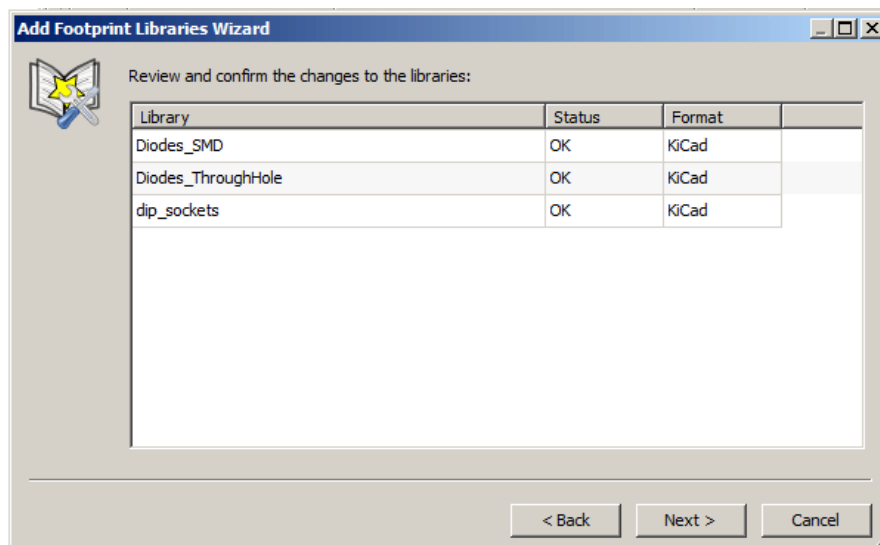 Add Footprint Libraries Wizard
Review and confirm the changes to the libraries:
Library Status Format
Diodes_SMD OK KiCad
Diodes_ThroughHole OK KiCad
dip_sockets OK KiCad
< Back Next > Cancel